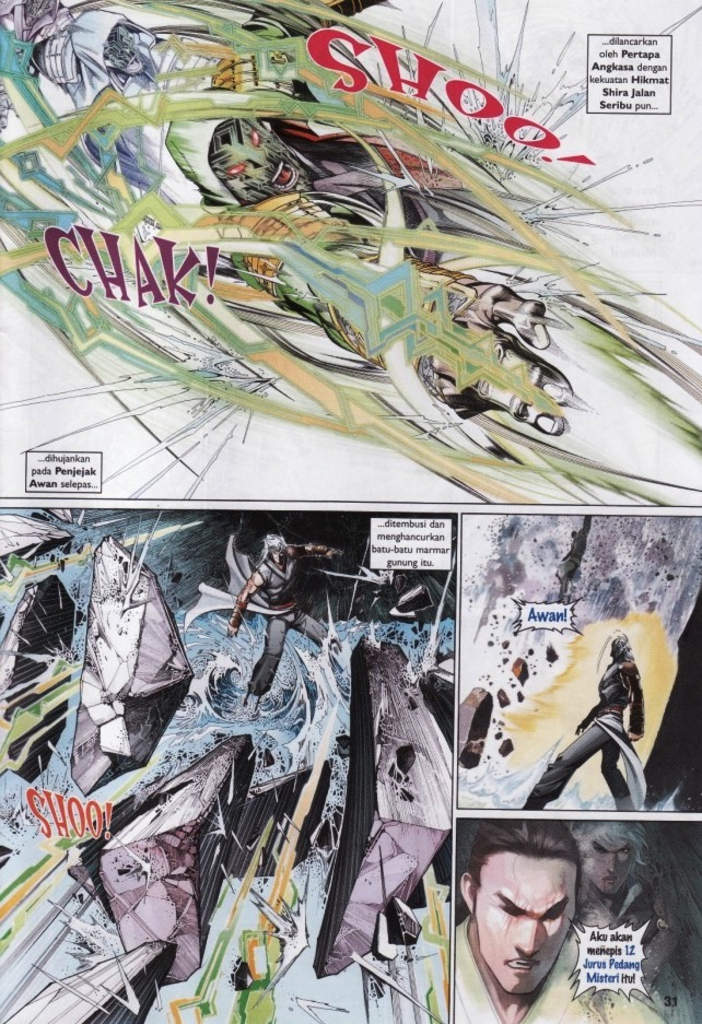 ...dilancarkan
oleh Pertapa
Angkasa dengan
kekuatan Hikmat
Shira Jalan
Seribu pun...
SHOOO!
CHAK!
...dihujankan
pada Penjejak
Awan selepas...
...ditembusi dan
menghancurkan
batu-batu marmar
gunung itu.
SHOO!
Awan!
Aku akan
menepis 12
Jurus Pedang
Misteri itu!
31